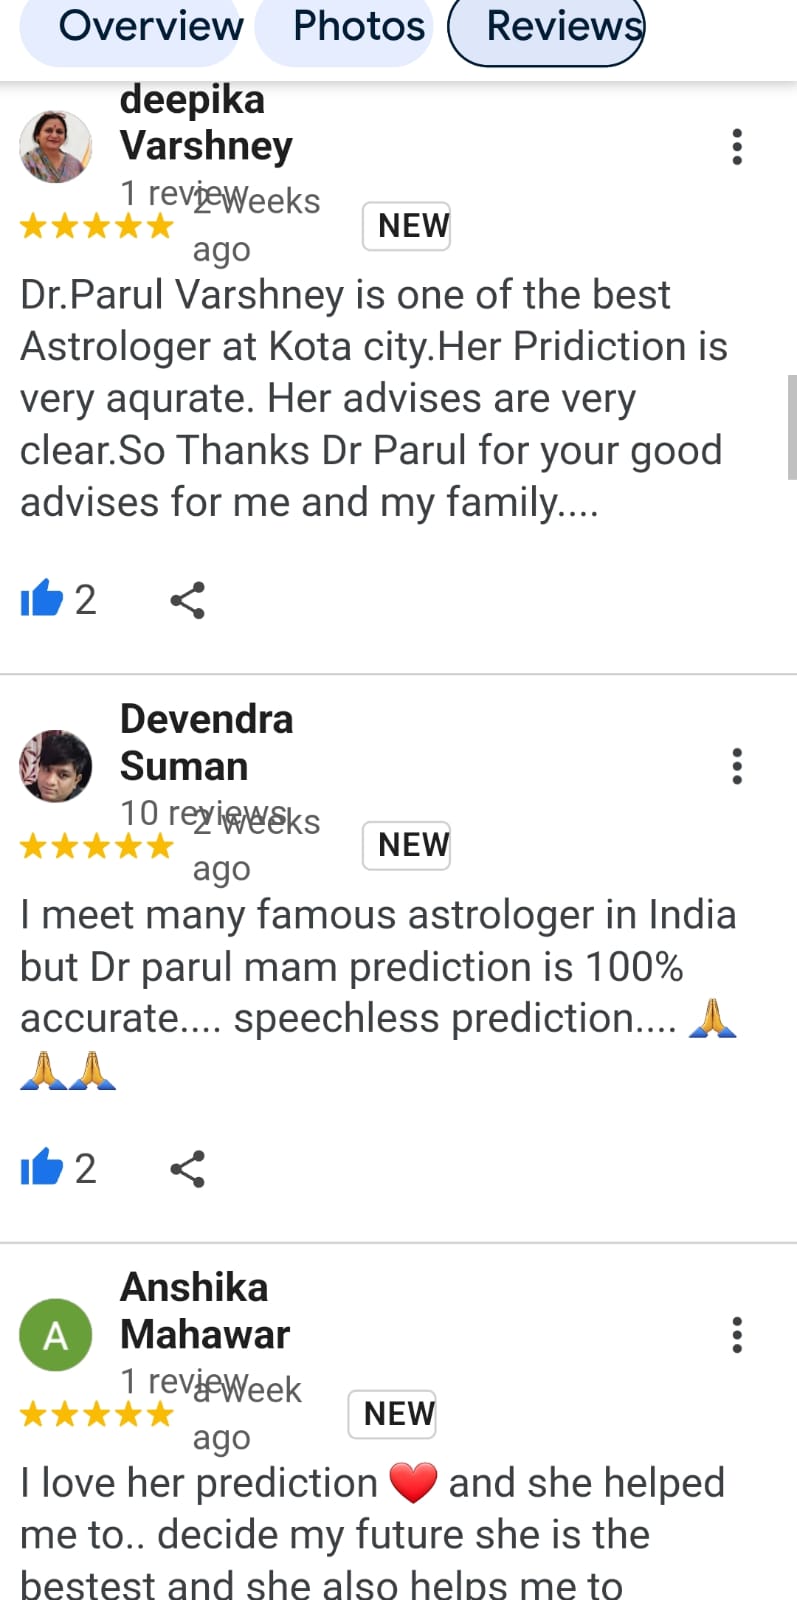 Overview Photos Reviews
deepika
Varshney
1 review
2 weeks
ago
NEW
Dr.Parul Varshney is one of the best
Astrologer at Kota city.Her Pridiction is
very aqurate. Her advises are very
clear.So Thanks Dr Parul for your good
advises for me and my family....
2
Devendra
Suman
10 reviews
2 weeks
ago
NEW
I meet many famous astrologer in India
but Dr parul mam prediction is 100%
accurate.... speechless prediction.... 🙏
🙏🙏
2
A
Anshika
Mahawar
1 review
a week
ago
NEW
I love her prediction ❤️ and she helped
me to.. decide my future she is the
bestest and she also helps me to